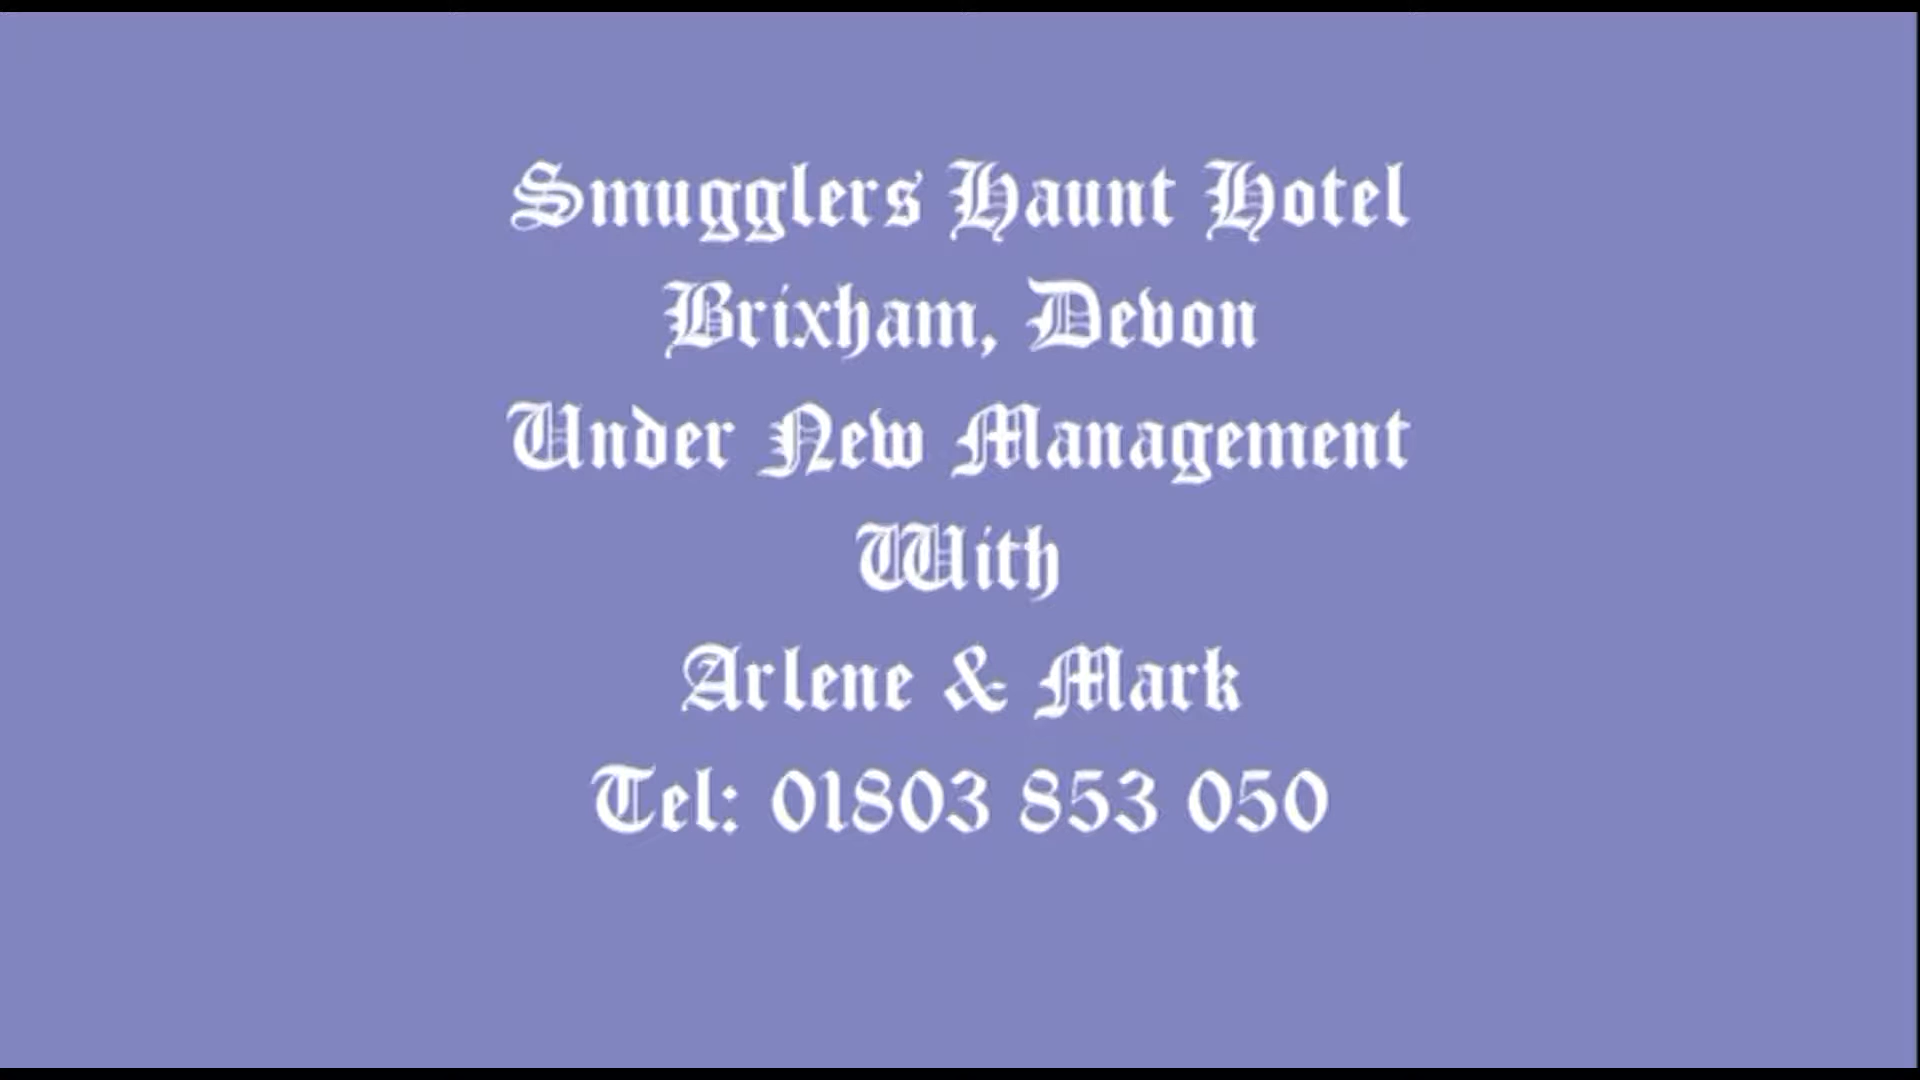 Smugglers Haunt Hotel
Brixham, Devon
Under New Management
With
Arlene & Mark
Tel: 01803 853 050